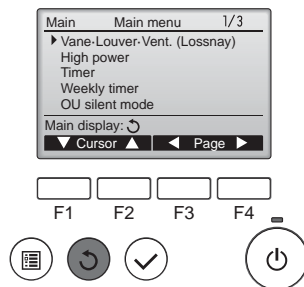 Main Main menu 1/3
Vane·Louver·Vent. (Lossnay)
High power
Timer
Weekly timer
OU silent mode
Main display:
Cursor Page
F1 F2 F3 F4